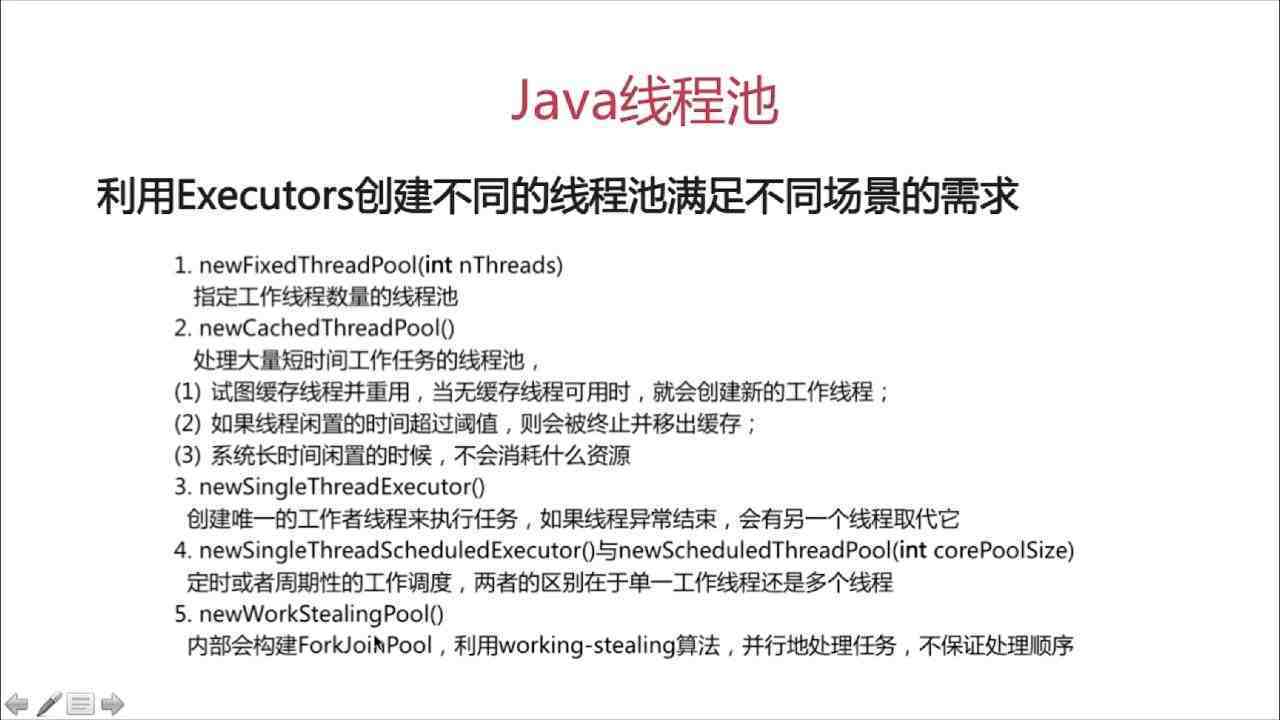 Java线程池
利用Executors创建不同的线程池满足不同场景的需求
1. newFixedThreadPool(int nThreads)
指定工作线程数量的线程池
2. newCachedThreadPool()
处理大量短时间工作任务的线程池，
(1) 试图缓存线程并重用，当无缓存线程可用时，就会创建新的工作线程；
(2) 如果线程闲置的时间超过阈值，则会被终止并移出缓存；
(3) 系统长时间闲置的时候，不会消耗什么资源
3. newSingleThreadExecutor()
创建唯一的工作者线程来执行任务，如果线程异常结束，会有另一个线程取代它
4. newSingleThreadScheduledExecutor()与newScheduledThreadPool(int corePoolSize)
定时或者周期性的工作调度，两者的区别在于单一工作线程还是多个线程
5. newWorkStealingPool()
内部会构建ForkJoinPool，利用working-stealing算法，并行地处理任务，不保证处理顺序